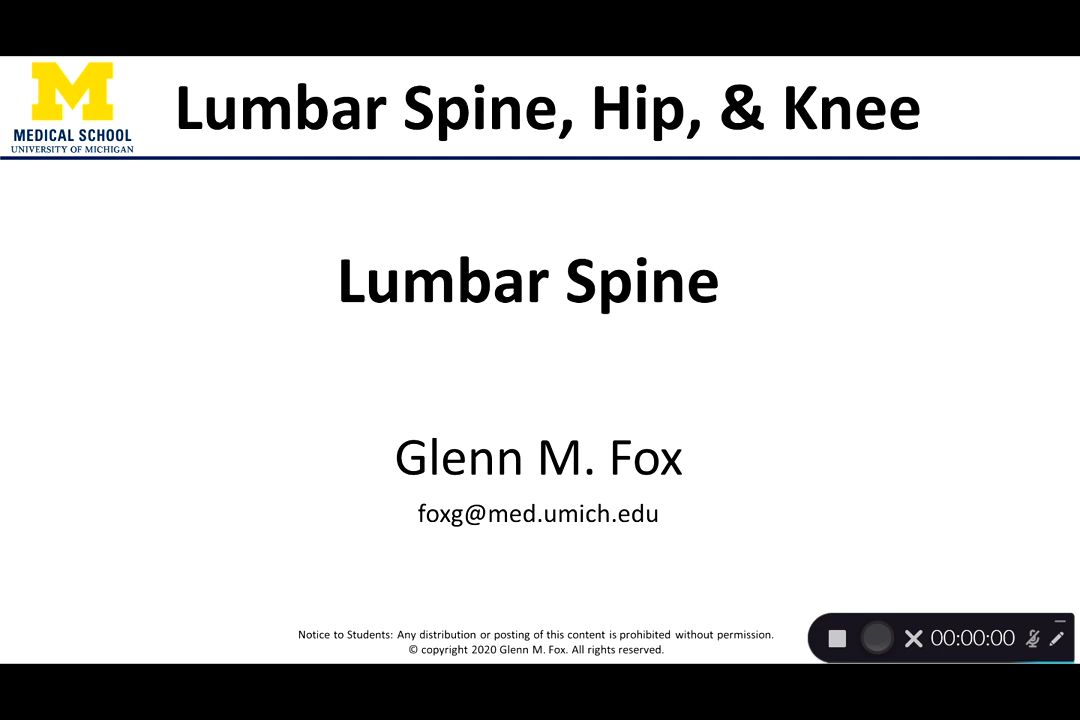 M
MEDICAL SCHOOL
UNIVERSITY OF MICHIGAN
Lumbar Spine, Hip, & Knee
Lumbar Spine
Glenn M. Fox
foxg@med.umich.edu
Notice to Students: Any distribution or posting of this content is prohibited without permission.
© copyright 2020 Glenn M. Fox. All rights reserved.
00:00:00